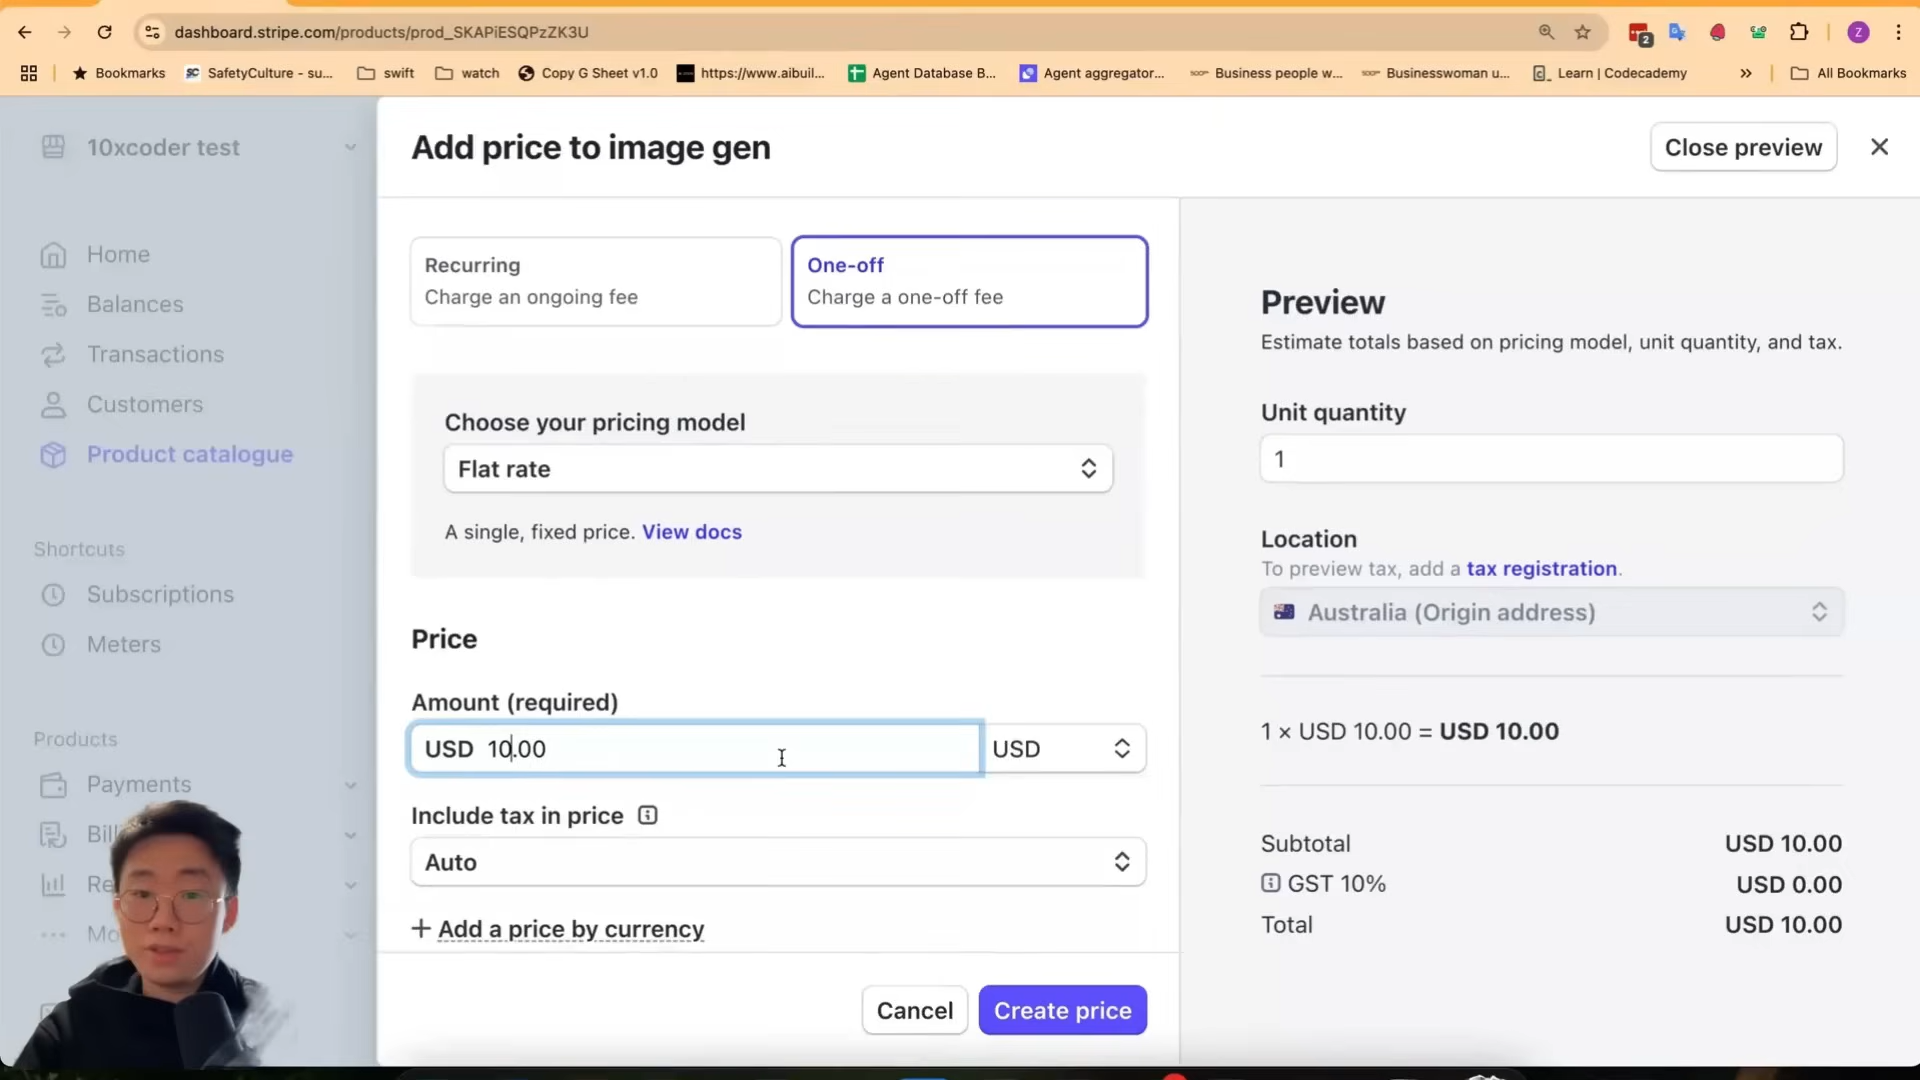 dashboard.stripe.com/products/prod_SKAPiESQPzZK3U
2
Z
Bookmarks
SC SafetyCulture - su...
swift
watch
Copy G Sheet v1.0
https://www.aibuil...
Agent Database B...
Agent aggregator...
Business people w...
Businesswoman u...
Learn | Codecademy
All Bookmarks
10xcoder test
Home
Balances
Transactions
Customers
Product catalogue
Shortcuts
Subscriptions
Meters
Products
Payments
Bill
Re
Mo
Add price to image gen
Close preview
Recurring
Charge an ongoing fee
One-off
Charge a one-off fee
Choose your pricing model
Flat rate
A single, fixed price. View docs
Price
Amount (required)
USD 10.00
USD
Include tax in price
Auto
+ Add a price by currency
Cancel
Create price
Preview
Estimate totals based on pricing model, unit quantity, and tax.
Unit quantity
1
Location
To preview tax, add a tax registration.
Australia (Origin address)
1 × USD 10.00 = USD 10.00
Subtotal USD 10.00
GST 10% USD 0.00
Total USD 10.00